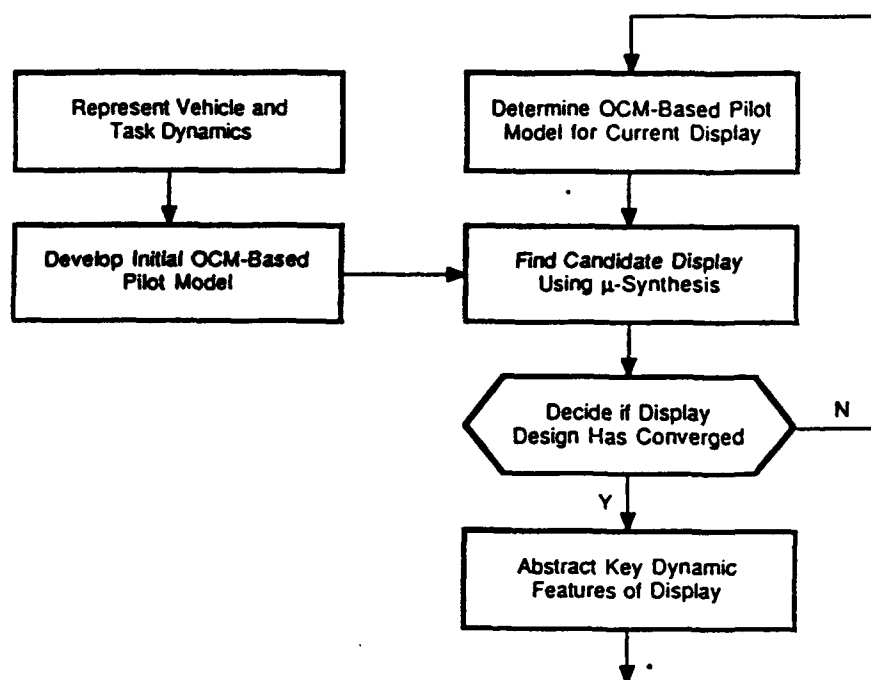 Represent Vehicle and
Task Dynamics
Develop Initial OCM-Based
Pilot Model
Determine OCM-Based Pilot
Model for Current Display
Find Candidate Display
Using μ-Synthesis
Decide if Display
Design Has Converged
N
Y
Abstract Key Dynamic
Features of Display